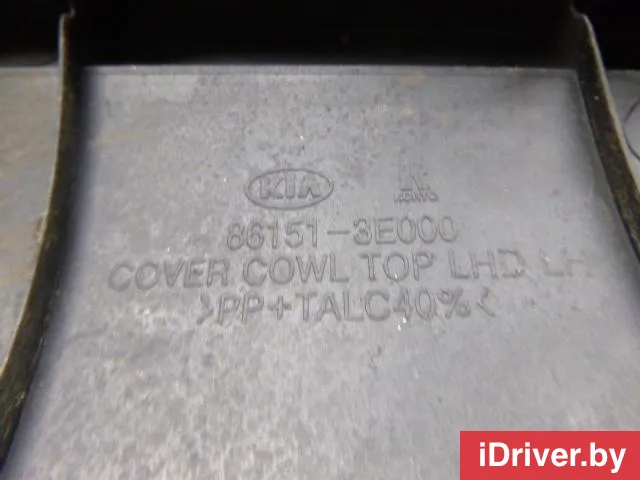 KIA
86151-3E000
COVER COWL TOP LHD LH
>PP+TALC40%<
iDriver.by